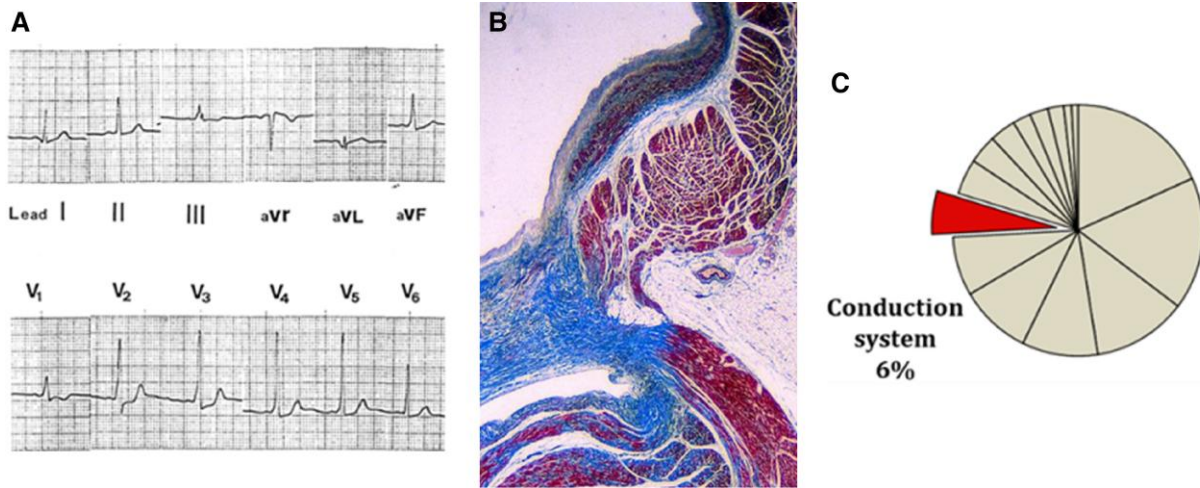 A
Lead I II III aVr aVL aVF
V1 V2 V3 V4 V5 V6
B
C
Conduction
system
6%